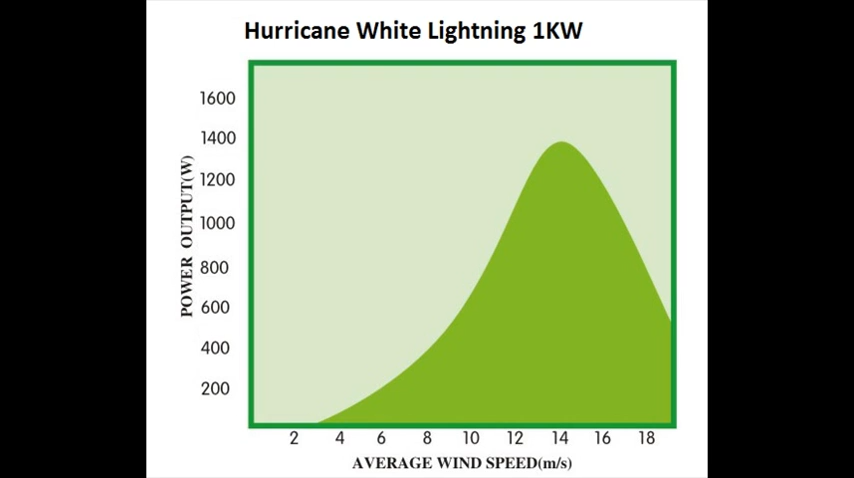 Hurricane White Lightning 1KW
1600
1400
1200
1000
800
600
400
200
POWER OUTPUT(W)
2 4 6 8 10 12 14 16 18
AVERAGE WIND SPEED(m/s)